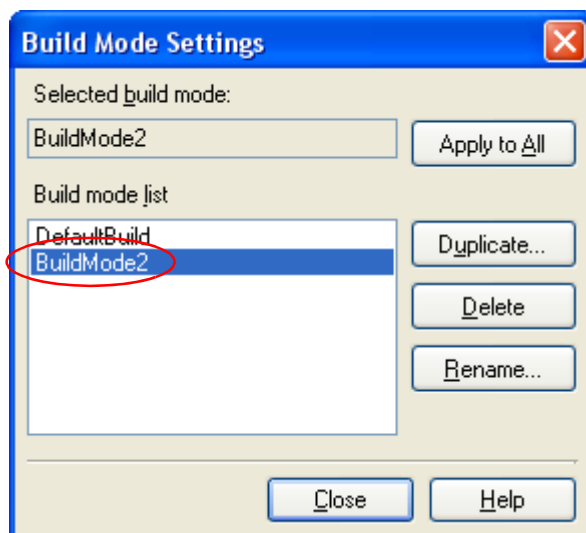 Build Mode Settings
Selected build mode:
BuildMode2
Apply to All
Build mode list
DefaultBuild
BuildMode2
Duplicate...
Delete
Rename...
Close
Help